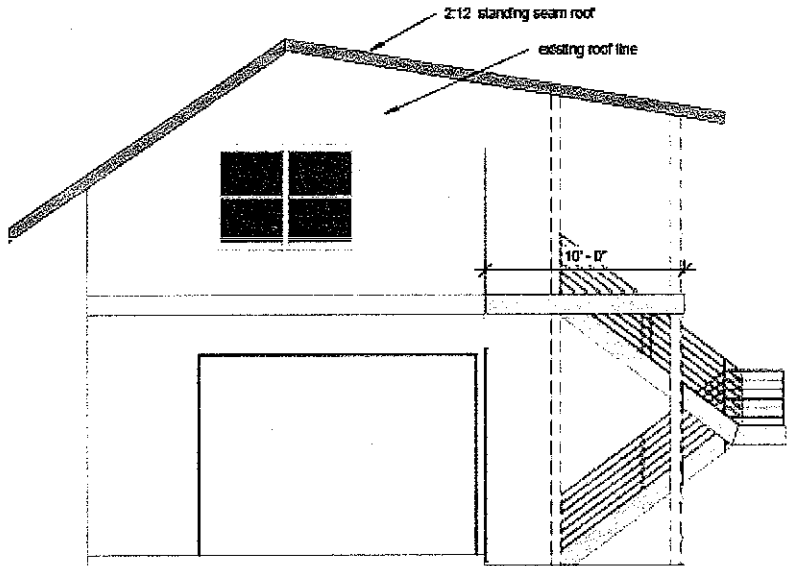 2:12 standing seam roof
existing roof line
10' - 0"